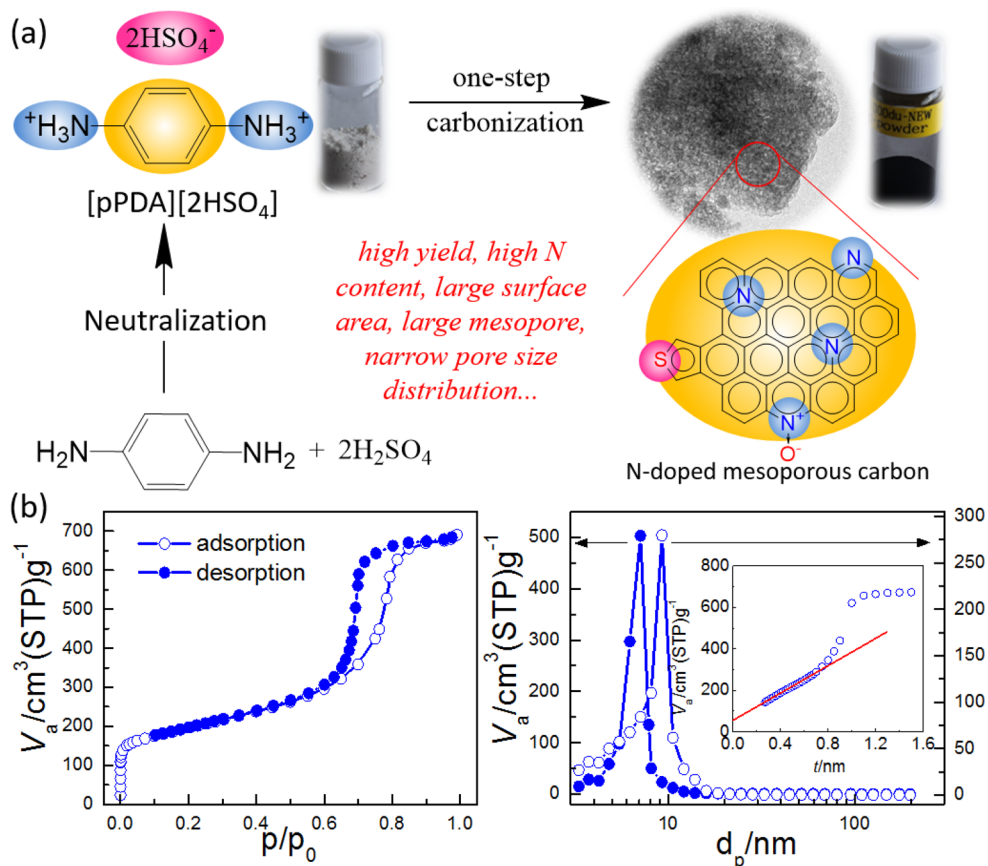 (a)
2HSO₄⁻
⁺H₃N
NH₃⁺
[pPDA][2HSO₄]
one-step
carbonization
00du-NEW
powder
Neutralization
high yield, high N
content, large surface
area, large mesopore,
narrow pore size
distribution...
N
N
N
S
N⁺
O⁻
H₂N
NH₂ + 2H₂SO₄
N-doped mesoporous carbon
(b)
Vₐ/cm³(STP)g⁻¹
700
600
500
400
300
200
100
0
adsorption
desorption
0.0 0.2 0.4 0.6 0.8 1.0
p/p₀
Vₐ/cm³(STP)g⁻¹
500
400
300
200
100
0
300
250
200
150
100
50
0
10 100
dₚ/nm
Vₐ/cm³(STP)g⁻¹
800
600
400
200
0
0.0 0.4 0.8 1.2 1.6
t/nm